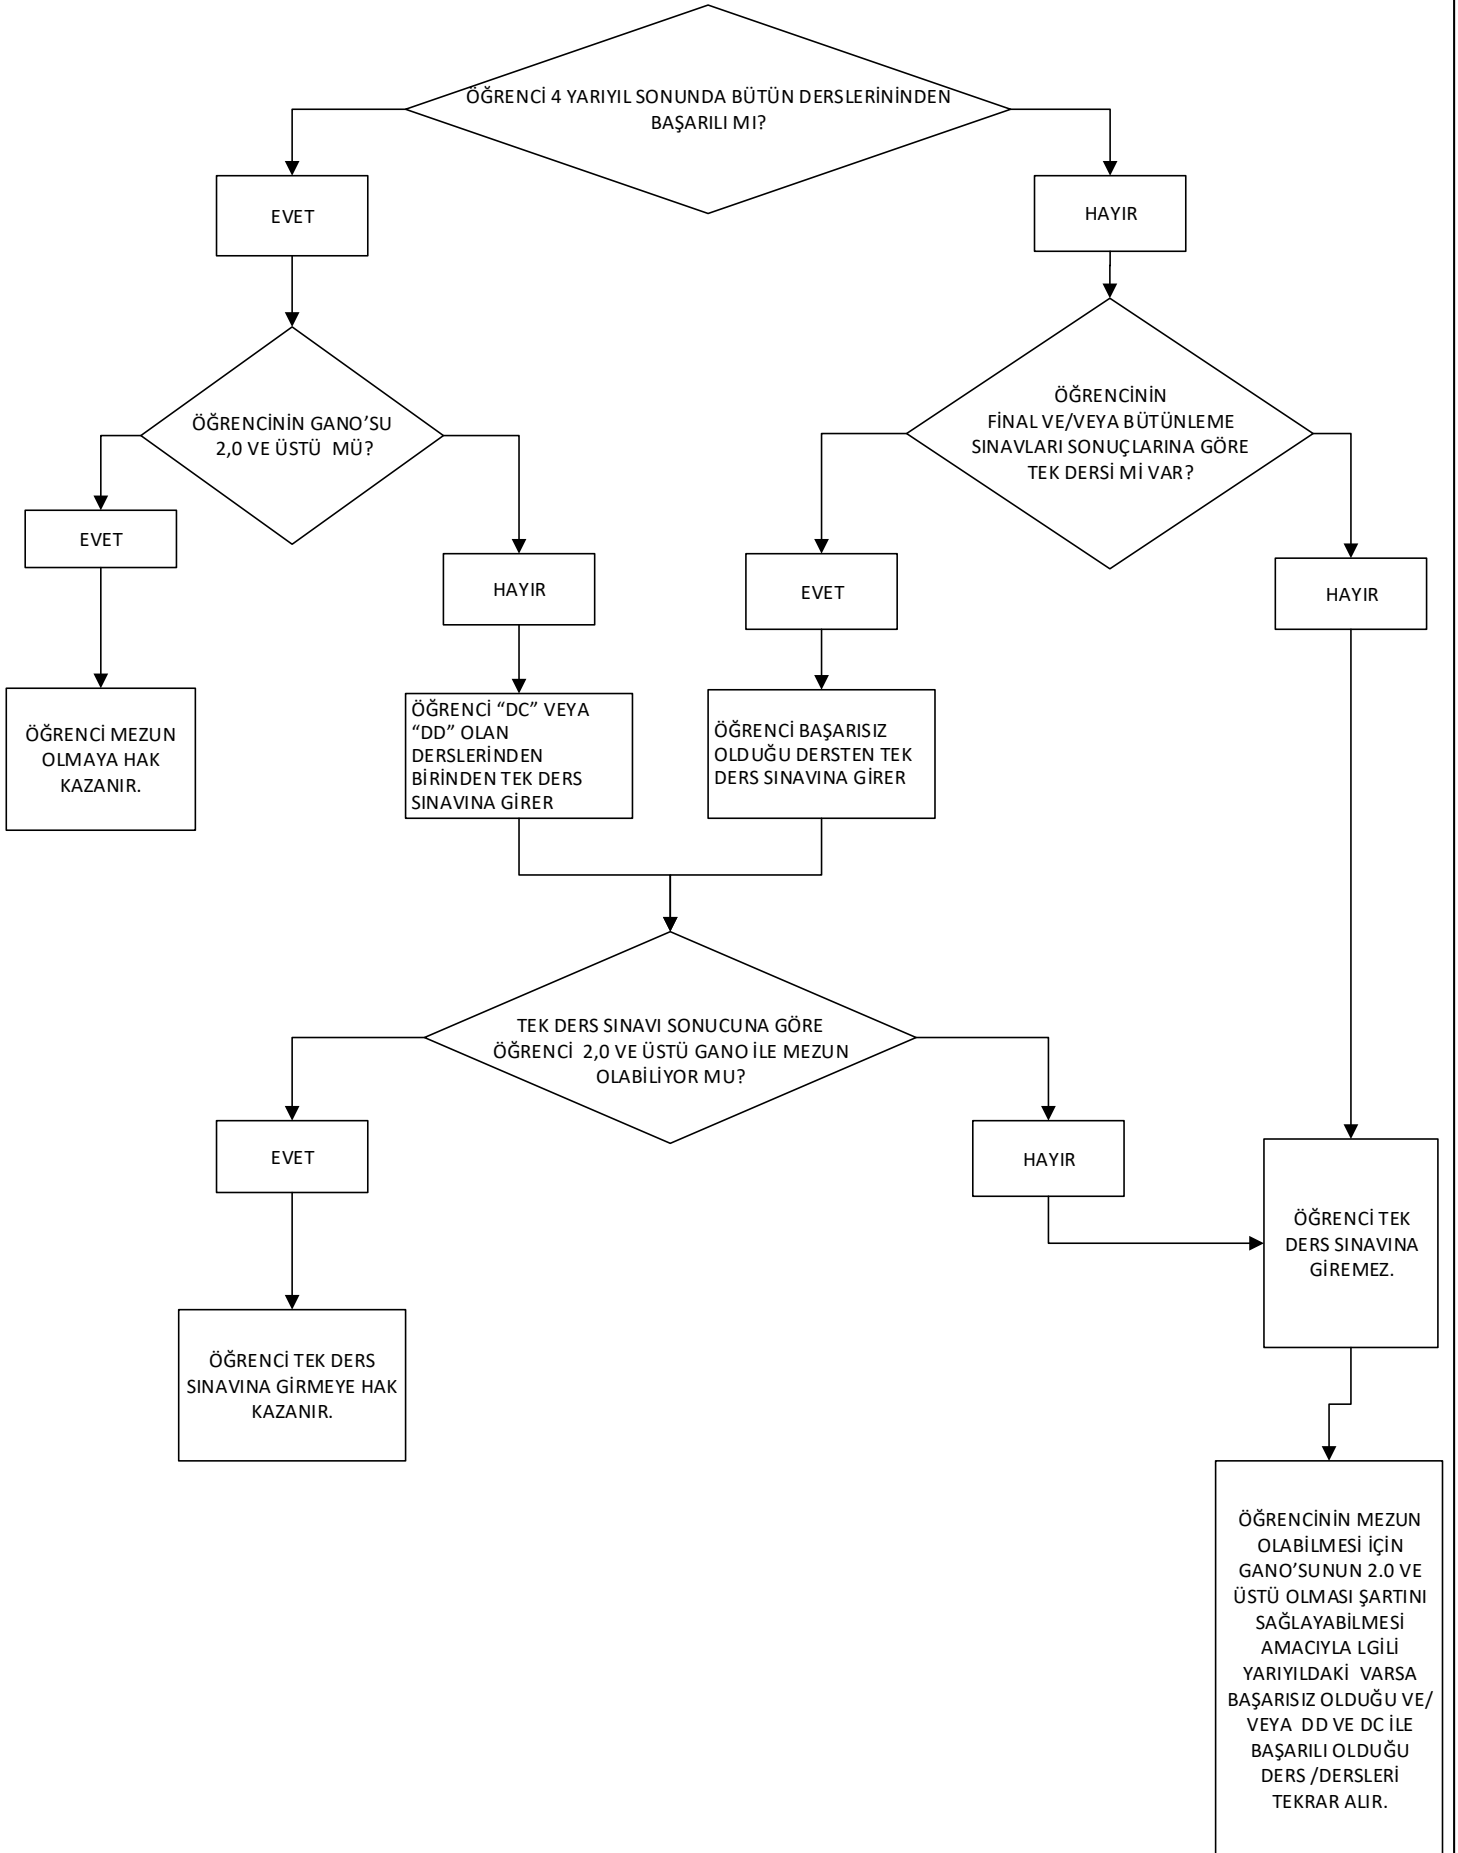 ÖĞRENCİ 4 YARIYIL SONUNDA BÜTÜN DERSLERİNİNDEN
BAŞARILI MI?
EVET
HAYIR
ÖĞRENCİNİN GANO’SU
2,0 VE ÜSTÜ MÜ?
ÖĞRENCİNİN
FİNAL VE/VEYA BÜTÜNLEME
SINAVLARI SONUÇLARINA GÖRE
TEK DERSİ Mİ VAR?
EVET
HAYIR
EVET
HAYIR
ÖĞRENCİ MEZUN
OLMAYA HAK
KAZANIR.
ÖĞRENCİ “DC” VEYA
“DD” OLAN
DERSLERİNDEN
BİRİNDEN TEK DERS
SINAVINA GİRER
ÖĞRENCİ BAŞARISIZ
OLDUĞU DERSTEN TEK
DERS SINAVINA GİRER
TEK DERS SINAVI SONUCUNA GÖRE
ÖĞRENCİ 2,0 VE ÜSTÜ GANO İLE MEZUN
OLABİLİYOR MU?
EVET
HAYIR
ÖĞRENCİ TEK
DERS SINAVINA
GİREMEZ.
ÖĞRENCİ TEK DERS
SINAVINA GİRMEYE HAK
KAZANIR.
ÖĞRENCİNİN MEZUN
OLABİLMESİ İÇİN
GANO’SUNUN 2.0 VE
ÜSTÜ OLMASI ŞARTINI
SAĞLAYABİLMESİ
AMACIYLA LGİLİ
YARIYILDAKİ VARSA
BAŞARISIZ OLDUĞU VE/
VEYA DD VE DC İLE
BAŞARILI OLDUĞU
DERS /DERSLERİ
TEKRAR ALIR.